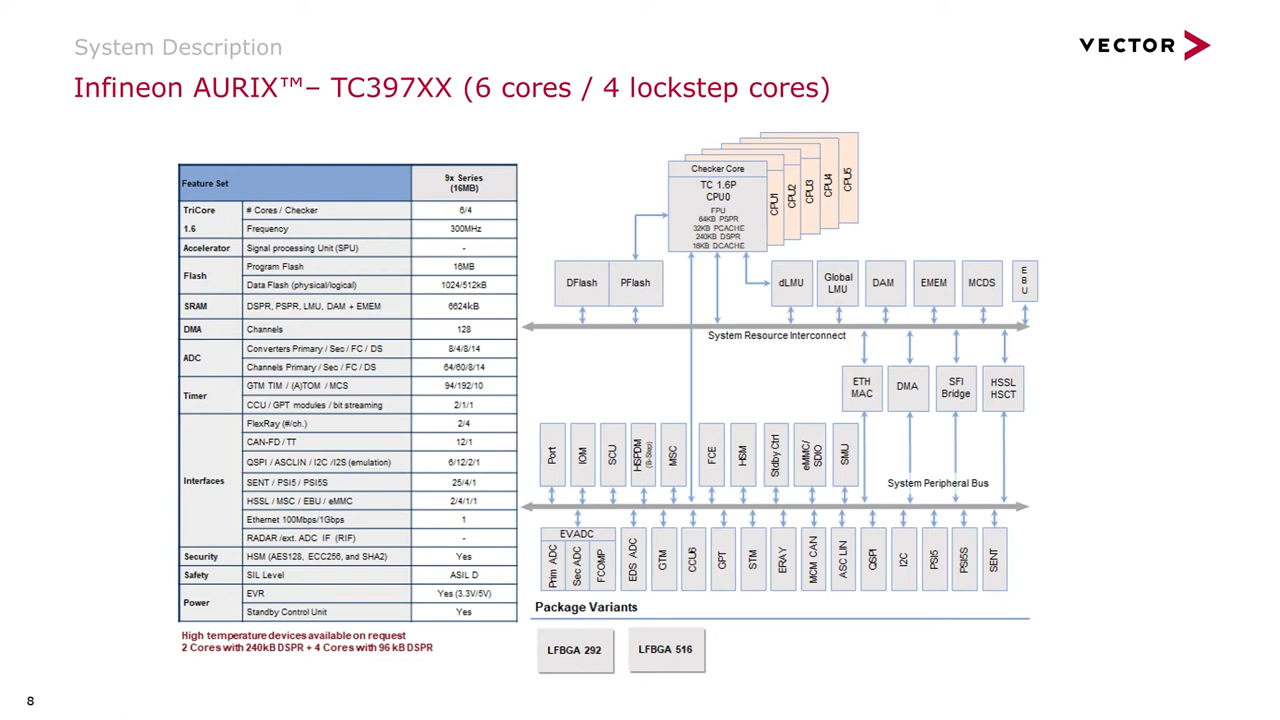 System Description
VECTOR
Infineon AURIX™– TC397XX (6 cores / 4 lockstep cores)
Feature Set 9x Series (16MB)
TriCore 1.6 # Cores / Checker 6/4
Frequency 300MHz
Accelerator Signal processing Unit (SPU) -
Flash Program Flash 16MB
Data Flash (physical/logical) 1024/512kB
SRAM DSPR, PSPR, LMU, DAM + EMEM 6624kB
DMA Channels 128
ADC Converters Primary / Sec / FC / DS 8/4/8/14
Channels Primary / Sec / FC / DS 64/60/8/14
Timer GTM TIM / (A)TOM / MCS 94/192/10
CCU / GPT modules / bit streaming 2/1/1
Interfaces FlexRay (#/ch.) 2/4
CAN-FD / TT 12/1
QSPI / ASCLIN / I2C /I2S (emulation) 6/12/2/1
SENT / PSI5 / PSI5S 25/4/1
HSSL / MSC / EBU / eMMC 2/4/1/1
Ethernet 100Mbps/1Gbps 1
RADAR /ext. ADC IF (RIF) -
Security HSM (AES128, ECC256, and SHA2) Yes
Safety SIL Level ASIL D
Power EVR Yes (3.3V/5V)
Standby Control Unit Yes
High temperature devices available on request
2 Cores with 240kB DSPR + 4 Cores with 96 kB DSPR
Checker Core
TC 1.6P
CPU0
FPU
64KB PSPR
32KB PCACHE
240KB DSPR
16KB DCACHE
CPU1
CPU2
CPU3
CPU4
CPU5
DFlash
PFlash
dLMU
Global
LMU
DAM
EMEM
MCDS
E
B
U
System Resource Interconnect
ETH
MAC
DMA
SFI
Bridge
HSSL
HSCT
Port
IOM
SCU
HSPDM
(B-Step)
MSC
FCE
HSM
Stdby Ctrl
eMMC/
SDIO
SMU
System Peripheral Bus
EVADC
Prim ADC
Sec ADC
FCOMP
EDS ADC
GTM
CCU6
GPT
STM
ERAY
MCM CAN
ASC LIN
QSPI
I2C
PSI5
PSI5S
SENT
Package Variants
LFBGA 292
LFBGA 516
8